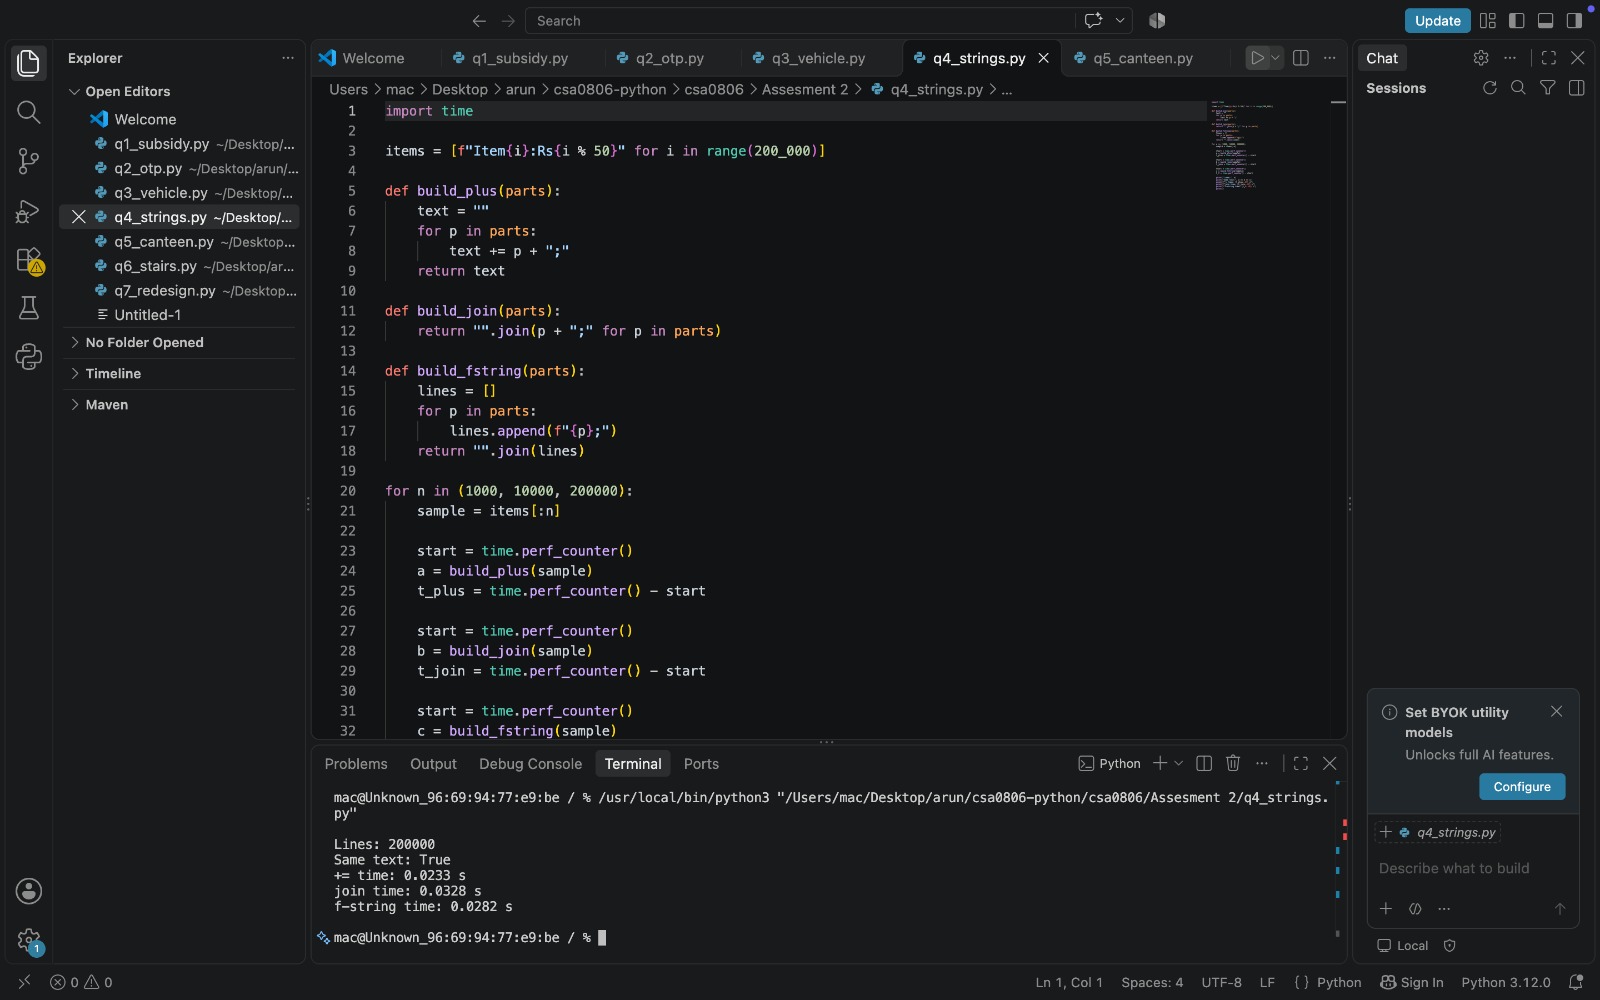 Search
Update
Explorer
Open Editors
Welcome
q1_subsidy.py ~/Desktop/...
q2_otp.py ~/Desktop/arun/...
q3_vehicle.py ~/Desktop/...
q4_strings.py ~/Desktop/...
q5_canteen.py ~/Desktop...
q6_stairs.py ~/Desktop/ar...
q7_redesign.py ~/Desktop...
Untitled-1
No Folder Opened
Timeline
Maven
1
Welcome
q1_subsidy.py
q2_otp.py
q3_vehicle.py
q4_strings.py
q5_canteen.py
Users > mac > Desktop > arun > csa0806-python > csa0806 > Assesment 2 > q4_strings.py > ...
1 import time
2
3 items = [f"Item{i}:Rs{i % 50}" for i in range(200_000)]
4
5 def build_plus(parts):
6 text = ""
7 for p in parts:
8 text += p + ";"
9 return text
10
11 def build_join(parts):
12 return "".join(p + ";" for p in parts)
13
14 def build_fstring(parts):
15 lines = []
16 for p in parts:
17 lines.append(f"{p};")
18 return "".join(lines)
19
20 for n in (1000, 10000, 200000):
21 sample = items[:n]
22
23 start = time.perf_counter()
24 a = build_plus(sample)
25 t_plus = time.perf_counter() - start
26
27 start = time.perf_counter()
28 b = build_join(sample)
29 t_join = time.perf_counter() - start
30
31 start = time.perf_counter()
32 c = build_fstring(sample)
Problems Output Debug Console Terminal Ports
Python
mac@Unknown_96:69:94:77:e9:be / % /usr/local/bin/python3 "/Users/mac/Desktop/arun/csa0806-python/csa0806/Assesment 2/q4_strings.
py"
Lines: 200000
Same text: True
+= time: 0.0233 s
join time: 0.0328 s
f-string time: 0.0282 s
mac@Unknown_96:69:94:77:e9:be / %
Chat
Sessions
Set BYOK utility
models
Unlocks full AI features.
Configure
q4_strings.py
Describe what to build
Local
0 0
Ln 1, Col 1 Spaces: 4 UTF-8 LF { } Python Sign In Python 3.12.0